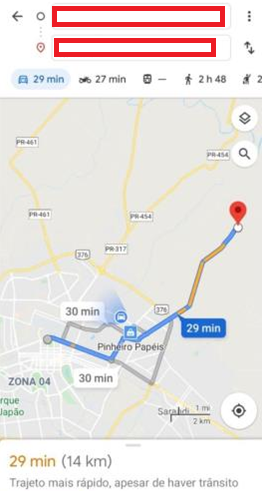 29 min
27 min
—
2 h 48
2
PR-461
PR-454
PR-461
PR-454
PR-317
376
376
30 min
Pinheiro Papéis
29 min
30 min
ZONA 04
Sarandi
1 mi
2 km
29 min (14 km)
Trajeto mais rápido, apesar de haver trânsito